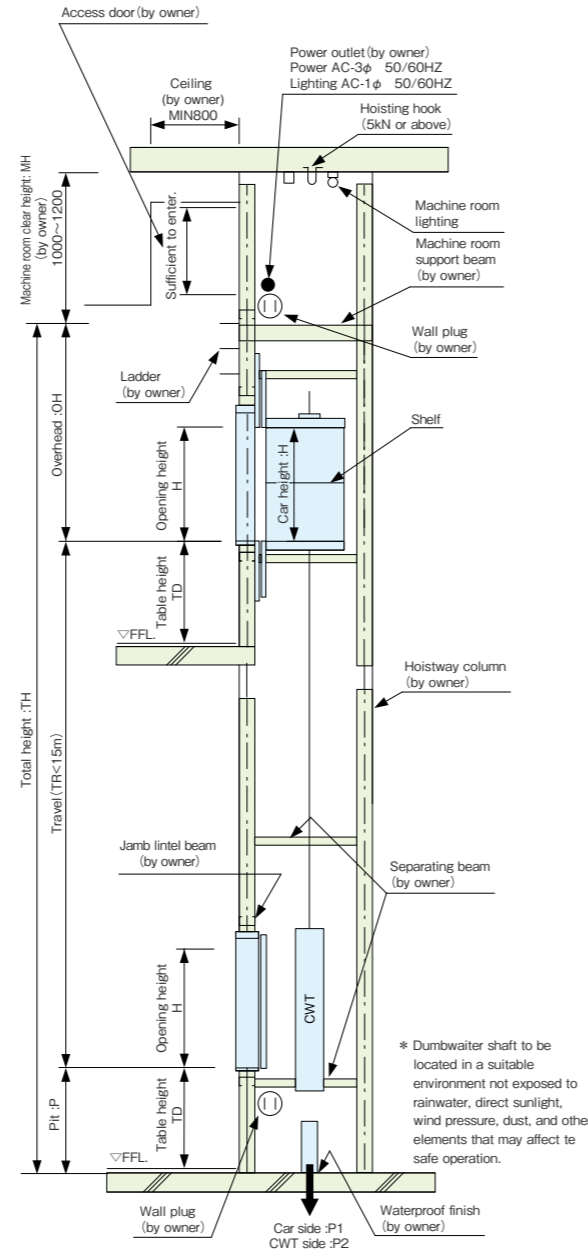 Access door (by owner)
Power outlet (by owner)
Power AC-3φ 50/60HZ
Lighting AC-1φ 50/60HZ
Ceiling
(by owner)
MIN800
Hoisting hook
(5kN or above)
Machine room clear height: MH
(by owner)
1000～1200
Sufficient to enter.
Machine room
lighting
Machine room
support beam
(by owner)
Wall plug
(by owner)
Ladder
(by owner)
Overhead :OH
Shelf
Opening height
H
Car height :H
Table height
TD
▽FFL.
Hoistway column
(by owner)
Total height :TH
Travel (TR<15m)
Jamb lintel beam
(by owner)
Separating beam
(by owner)
Opening height
H
CWT
* Dumbwaiter shaft to be
located in a suitable
environment not exposed to
rainwater, direct sunlight,
wind pressure, dust, and othe
elements that may affect te
safe operation.
Pit :P
Table height
TD
▽FFL.
Wall plug
(by owner)
Car side :P1
CWT side :P2
Waterproof finish
(by owner)